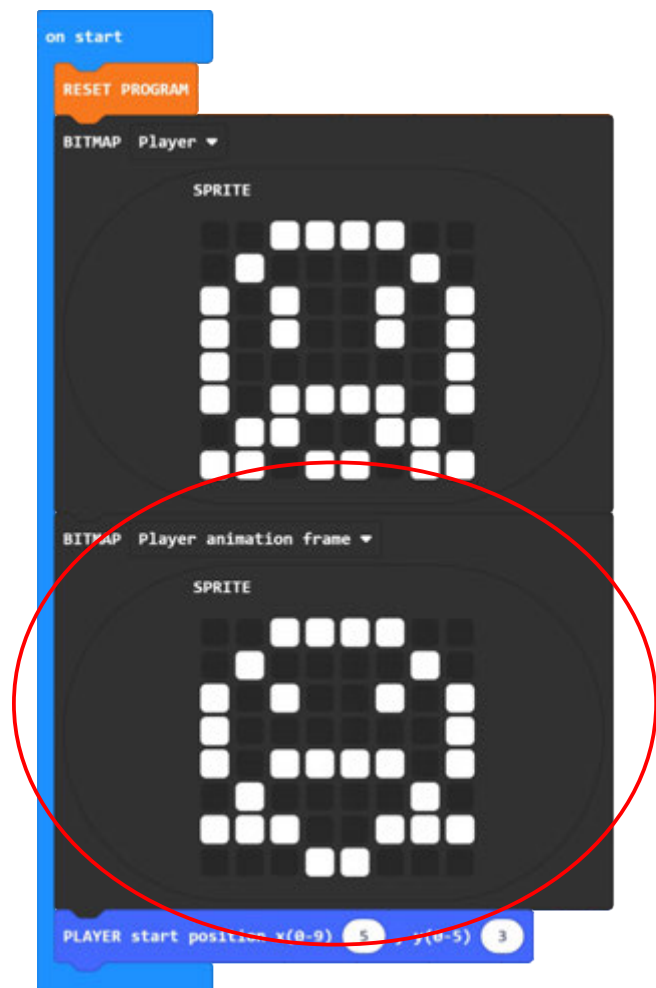 on start
RESET PROGRAM
BITMAP Player
SPRITE
BITMAP Player animation frame
SPRITE
PLAYER start position x(0-9) 5 , y(0-5) 3